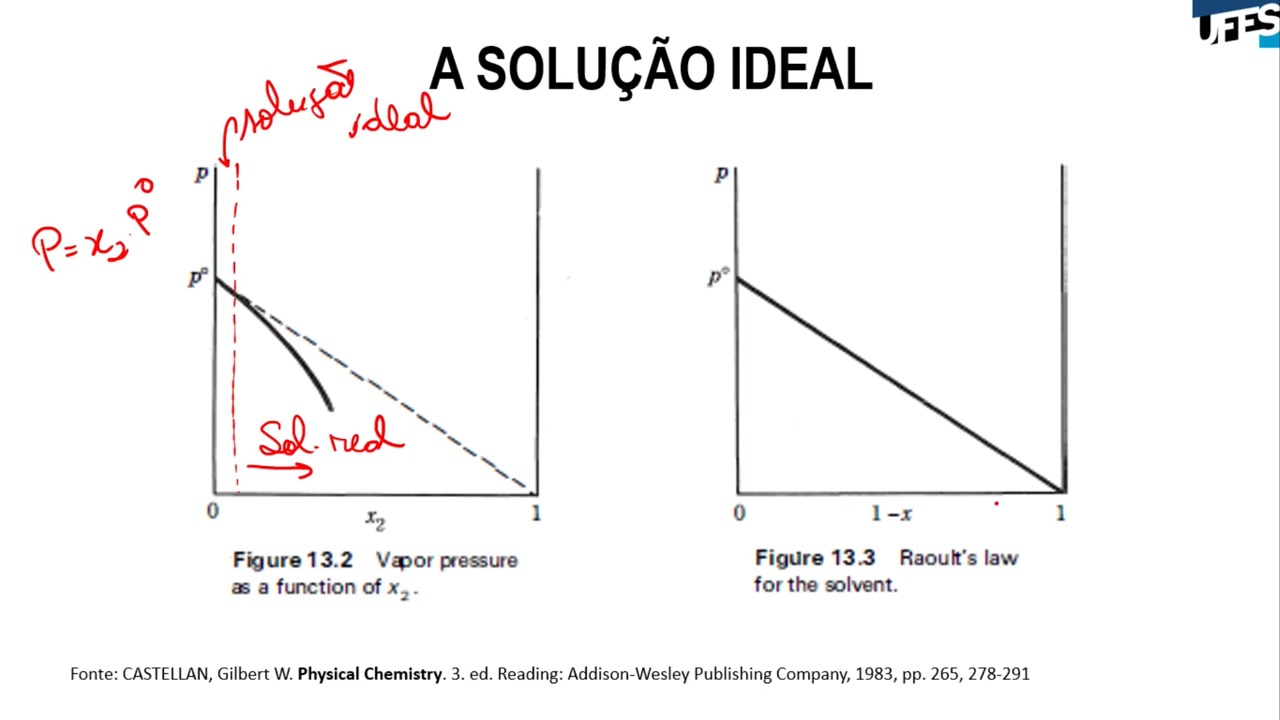 UFES
A SOLUÇÃO IDEAL
solução
ideal
P = x₂ P°
p
p°
Sol. real
0
x₂
1
Figure 13.2 Vapor pressure
as a function of x₂.
p
p°
0
1 – x
1
Figure 13.3 Raoult's law
for the solvent.
Fonte: CASTELLAN, Gilbert W. Physical Chemistry. 3. ed. Reading: Addison-Wesley Publishing Company, 1983, pp. 265, 278-291